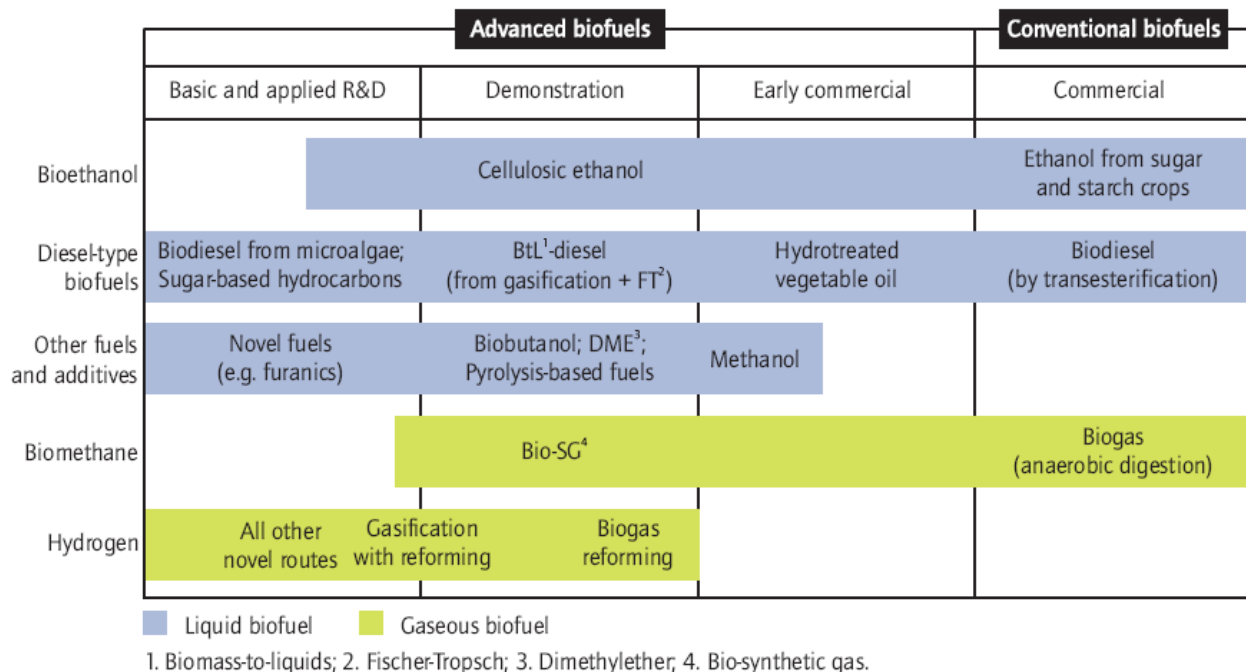 Advanced biofuels Conventional biofuels
Basic and applied R&D Demonstration Early commercial Commercial
Bioethanol
Cellulosic ethanol
Ethanol from sugar
and starch crops
Diesel-type
biofuels
Biodiesel from microalgae;
Sugar-based hydrocarbons
BtL¹-diesel
(from gasification + FT²)
Hydrotreated
vegetable oil
Biodiesel
(by transesterification)
Other fuels
and additives
Novel fuels
(e.g. furanics)
Biobutanol; DME³;
Pyrolysis-based fuels
Methanol
Biomethane
Bio-SG⁴
Biogas
(anaerobic digestion)
Hydrogen
All other
novel routes
Gasification
with reforming
Biogas
reforming
Liquid biofuel Gaseous biofuel
1. Biomass-to-liquids; 2. Fischer-Tropsch; 3. Dimethylether; 4. Bio-synthetic gas.